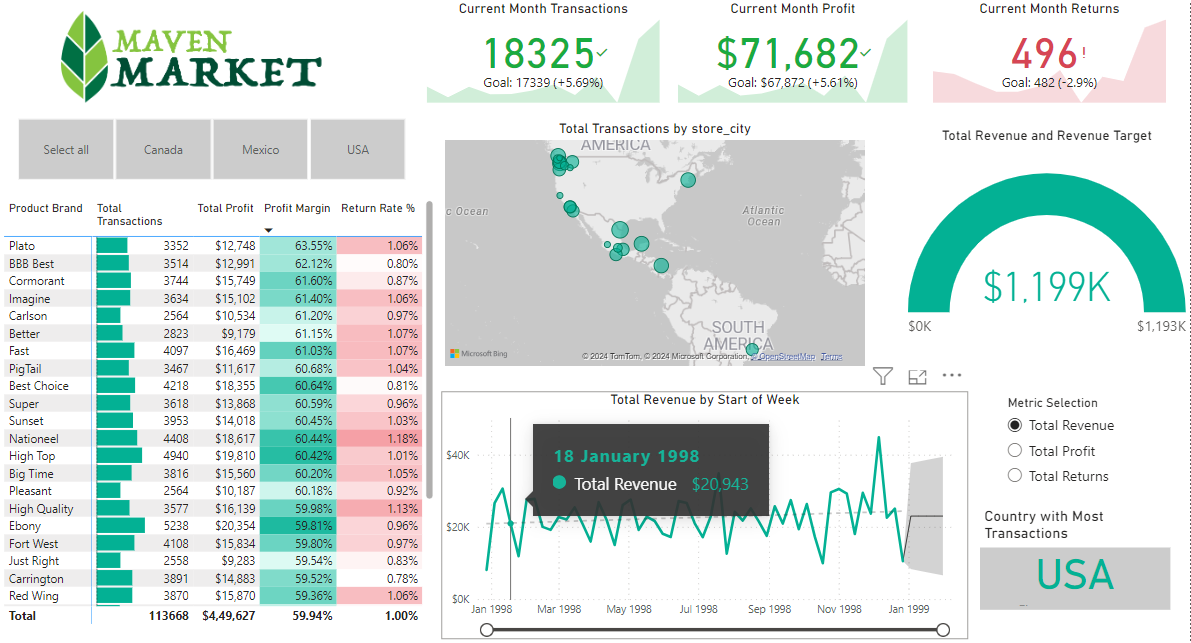 MAVEN
MARKET
Current Month Transactions
18325
Goal: 17339 (+5.69%)
Current Month Profit
$71,682
Goal: $67,872 (+5.61%)
Current Month Returns
496!
Goal: 482 (-2.9%)
Select all
Canada
Mexico
USA
Product Brand Total Transactions Total Profit Profit Margin Return Rate %
Plato 3352 $12,748 63.55% 1.06%
BBB Best 3514 $12,991 62.12% 0.80%
Cormorant 3744 $15,749 61.60% 0.87%
Imagine 3634 $15,102 61.40% 1.06%
Carlson 2564 $10,534 61.20% 0.97%
Better 2823 $9,179 61.15% 1.07%
Fast 4097 $16,469 61.03% 1.07%
PigTail 3467 $11,617 60.68% 1.04%
Best Choice 4218 $18,355 60.64% 0.81%
Super 3618 $13,868 60.59% 0.96%
Sunset 3953 $14,018 60.45% 1.03%
Nationeel 4408 $18,617 60.44% 1.18%
High Top 4940 $19,810 60.42% 1.01%
Big Time 3816 $15,560 60.20% 1.05%
Pleasant 2564 $10,187 60.18% 0.92%
High Quality 3577 $16,139 59.98% 1.13%
Ebony 5238 $20,354 59.81% 0.96%
Fort West 4108 $15,834 59.80% 0.97%
Just Right 2558 $9,283 59.54% 0.83%
Carrington 3891 $14,883 59.52% 0.78%
Red Wing 3870 $15,870 59.36% 1.06%
Total 113668 $4,49,627 59.94% 1.00%
Total Transactions by store_city
AMERICA
c Ocean
Atlantic
Ocean
SOUTH
AMERICA
Microsoft Bing
© 2024 TomTom, © 2024 Microsoft Corporation, © OpenStreetMap Terms
Total Revenue and Revenue Target
$1,199K
$0K
$1,193K
Total Revenue by Start of Week
$40K
$20K
$0K
18 January 1998
Total Revenue $20,943
Jan 1998 Mar 1998 May 1998 Jul 1998 Sep 1998 Nov 1998 Jan 1999
Metric Selection
Total Revenue
Total Profit
Total Returns
Country with Most
Transactions
USA